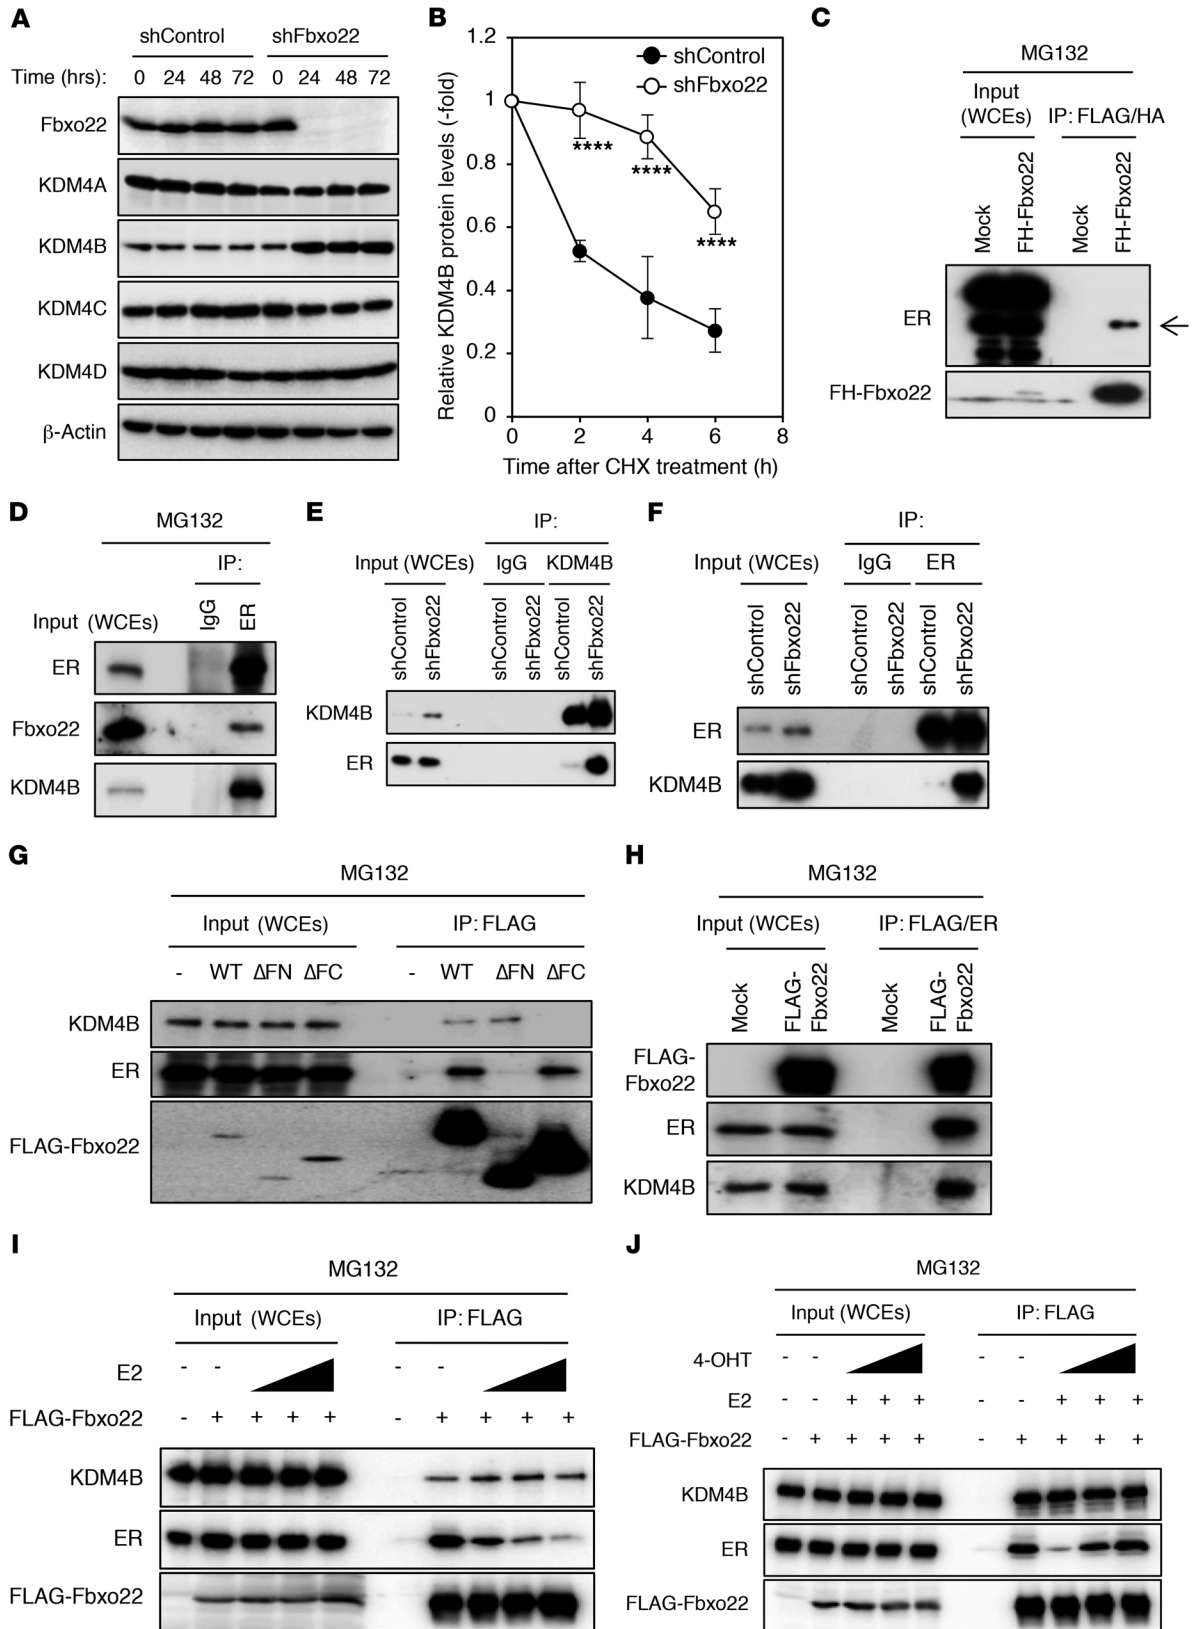 A
shControl shFbxo22
Time (hrs): 0 24 48 72 0 24 48 72
Fbxo22
KDM4A
KDM4B
KDM4C
KDM4D
β-Actin
B
Relative KDM4B protein levels (-fold)
1.2
1
0.8
0.6
0.4
0.2
0
shControl
shFbxo22
****
****
****
0 2 4 6 8
Time after CHX treatment (h)
C
MG132
Input
(WCEs) IP: FLAG/HA
Mock FH-Fbxo22 Mock FH-Fbxo22
ER
FH-Fbxo22
D
MG132
IP:
Input (WCEs) IgG ER
ER
Fbxo22
KDM4B
E
IP:
Input (WCEs) IgG KDM4B
shControl shFbxo22 shControl shFbxo22 shControl shFbxo22
KDM4B
ER
F
IP:
Input (WCEs) IgG ER
shControl shFbxo22 shControl shFbxo22 shControl shFbxo22
ER
KDM4B
G
MG132
Input (WCEs) IP: FLAG
- WT ΔFN ΔFC - WT ΔFN ΔFC
KDM4B
ER
FLAG-Fbxo22
H
MG132
Input (WCEs) IP: FLAG/ER
Mock FLAG-
Fbxo22 Mock FLAG-
Fbxo22
FLAG-
Fbxo22
ER
KDM4B
I
MG132
Input (WCEs) IP: FLAG
E2 - - - -
FLAG-Fbxo22 - + + + + - + + + +
KDM4B
ER
FLAG-Fbxo22
J
MG132
Input (WCEs) IP: FLAG
4-OHT - - - -
E2 - - + + + - - + + +
FLAG-Fbxo22 - + + + + - + + + +
KDM4B
ER
FLAG-Fbxo22